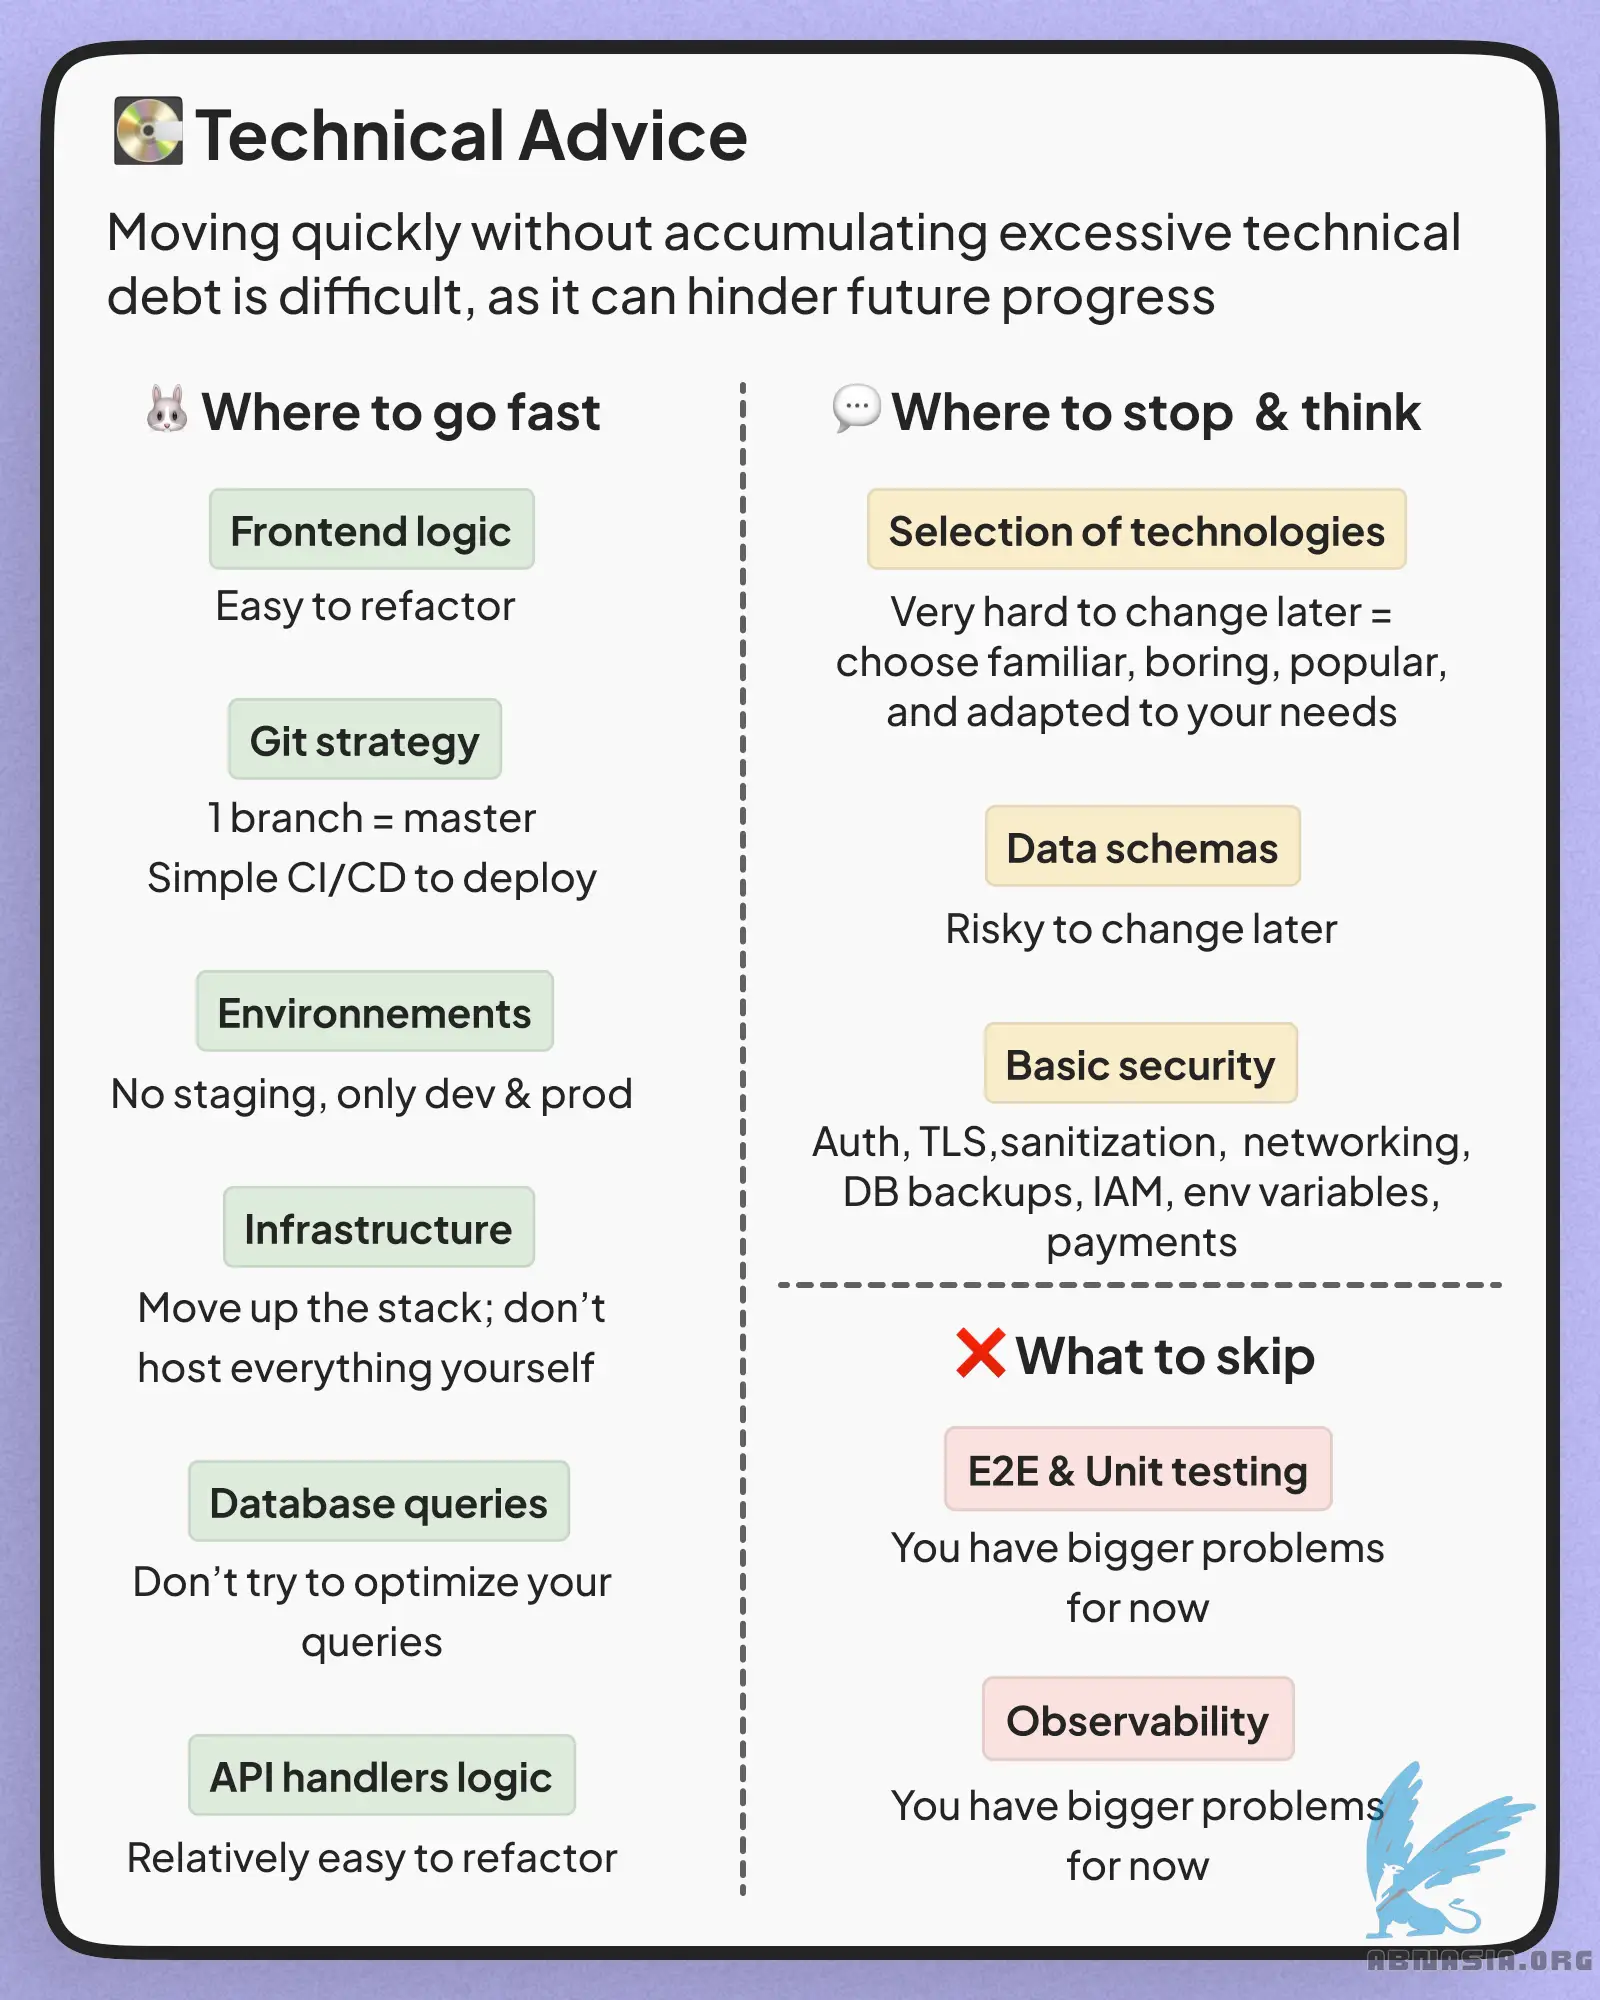 Technical Advice
Moving quickly without accumulating excessive technical
debt is difficult, as it can hinder future progress
Where to go fast
Frontend logic
Easy to refactor
Git strategy
1 branch = master
Simple CI/CD to deploy
Environnements
No staging, only dev & prod
Infrastructure
Move up the stack; don’t
host everything yourself
Database queries
Don’t try to optimize your
queries
API handlers logic
Relatively easy to refactor
Where to stop & think
Selection of technologies
Very hard to change later =
choose familiar, boring, popular,
and adapted to your needs
Data schemas
Risky to change later
Basic security
Auth, TLS,sanitization, networking,
DB backups, IAM, env variables,
payments
What to skip
E2E & Unit testing
You have bigger problems
for now
Observability
You have bigger problems
for now
ABNASIA.ORG